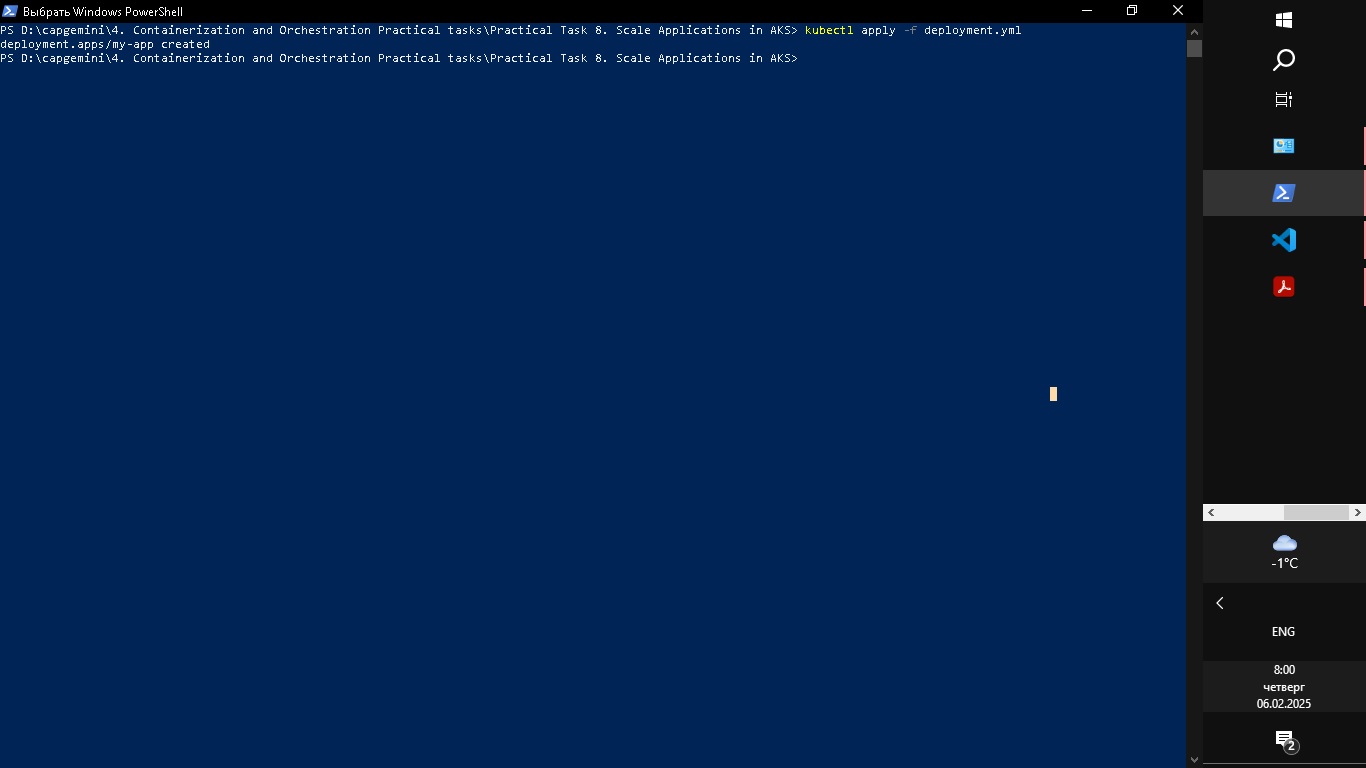 Выбрать Windows PowerShell
PS D:\capgemini\4. Containerization and Orchestration Practical tasks\Practical Task 8. Scale Applications in AKS> kubectl apply -f deployment.yml
deployment.apps/my-app created
PS D:\capgemini\4. Containerization and Orchestration Practical tasks\Practical Task 8. Scale Applications in AKS>
-1°C
ENG
8:00
четверг
06.02.2025
2